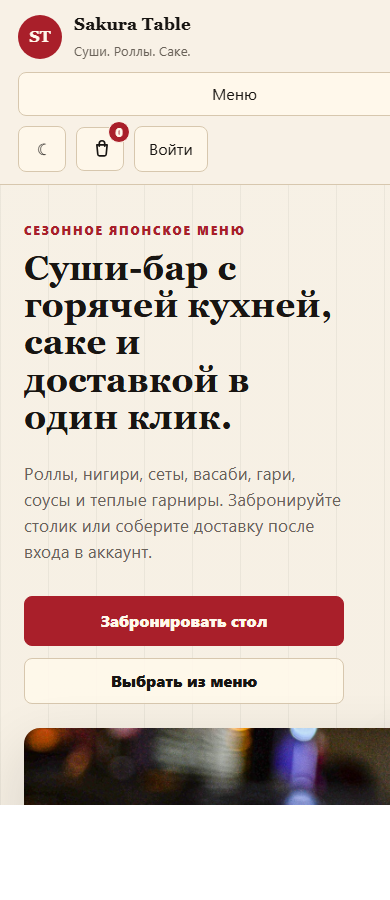 ST
Sakura Table
Суши. Роллы. Саке.
Меню
0
Войти
СЕЗОННОЕ ЯПОНСКОЕ МЕНЮ
Суши-бар с
горячей кухней,
саке и
доставкой в
один клик.
Роллы, нигири, сеты, васаби, гари,
соусы и теплые гарниры. Забронируйте
столик или соберите доставку после
входа в аккаунт.
Забронировать стол
Выбрать из меню